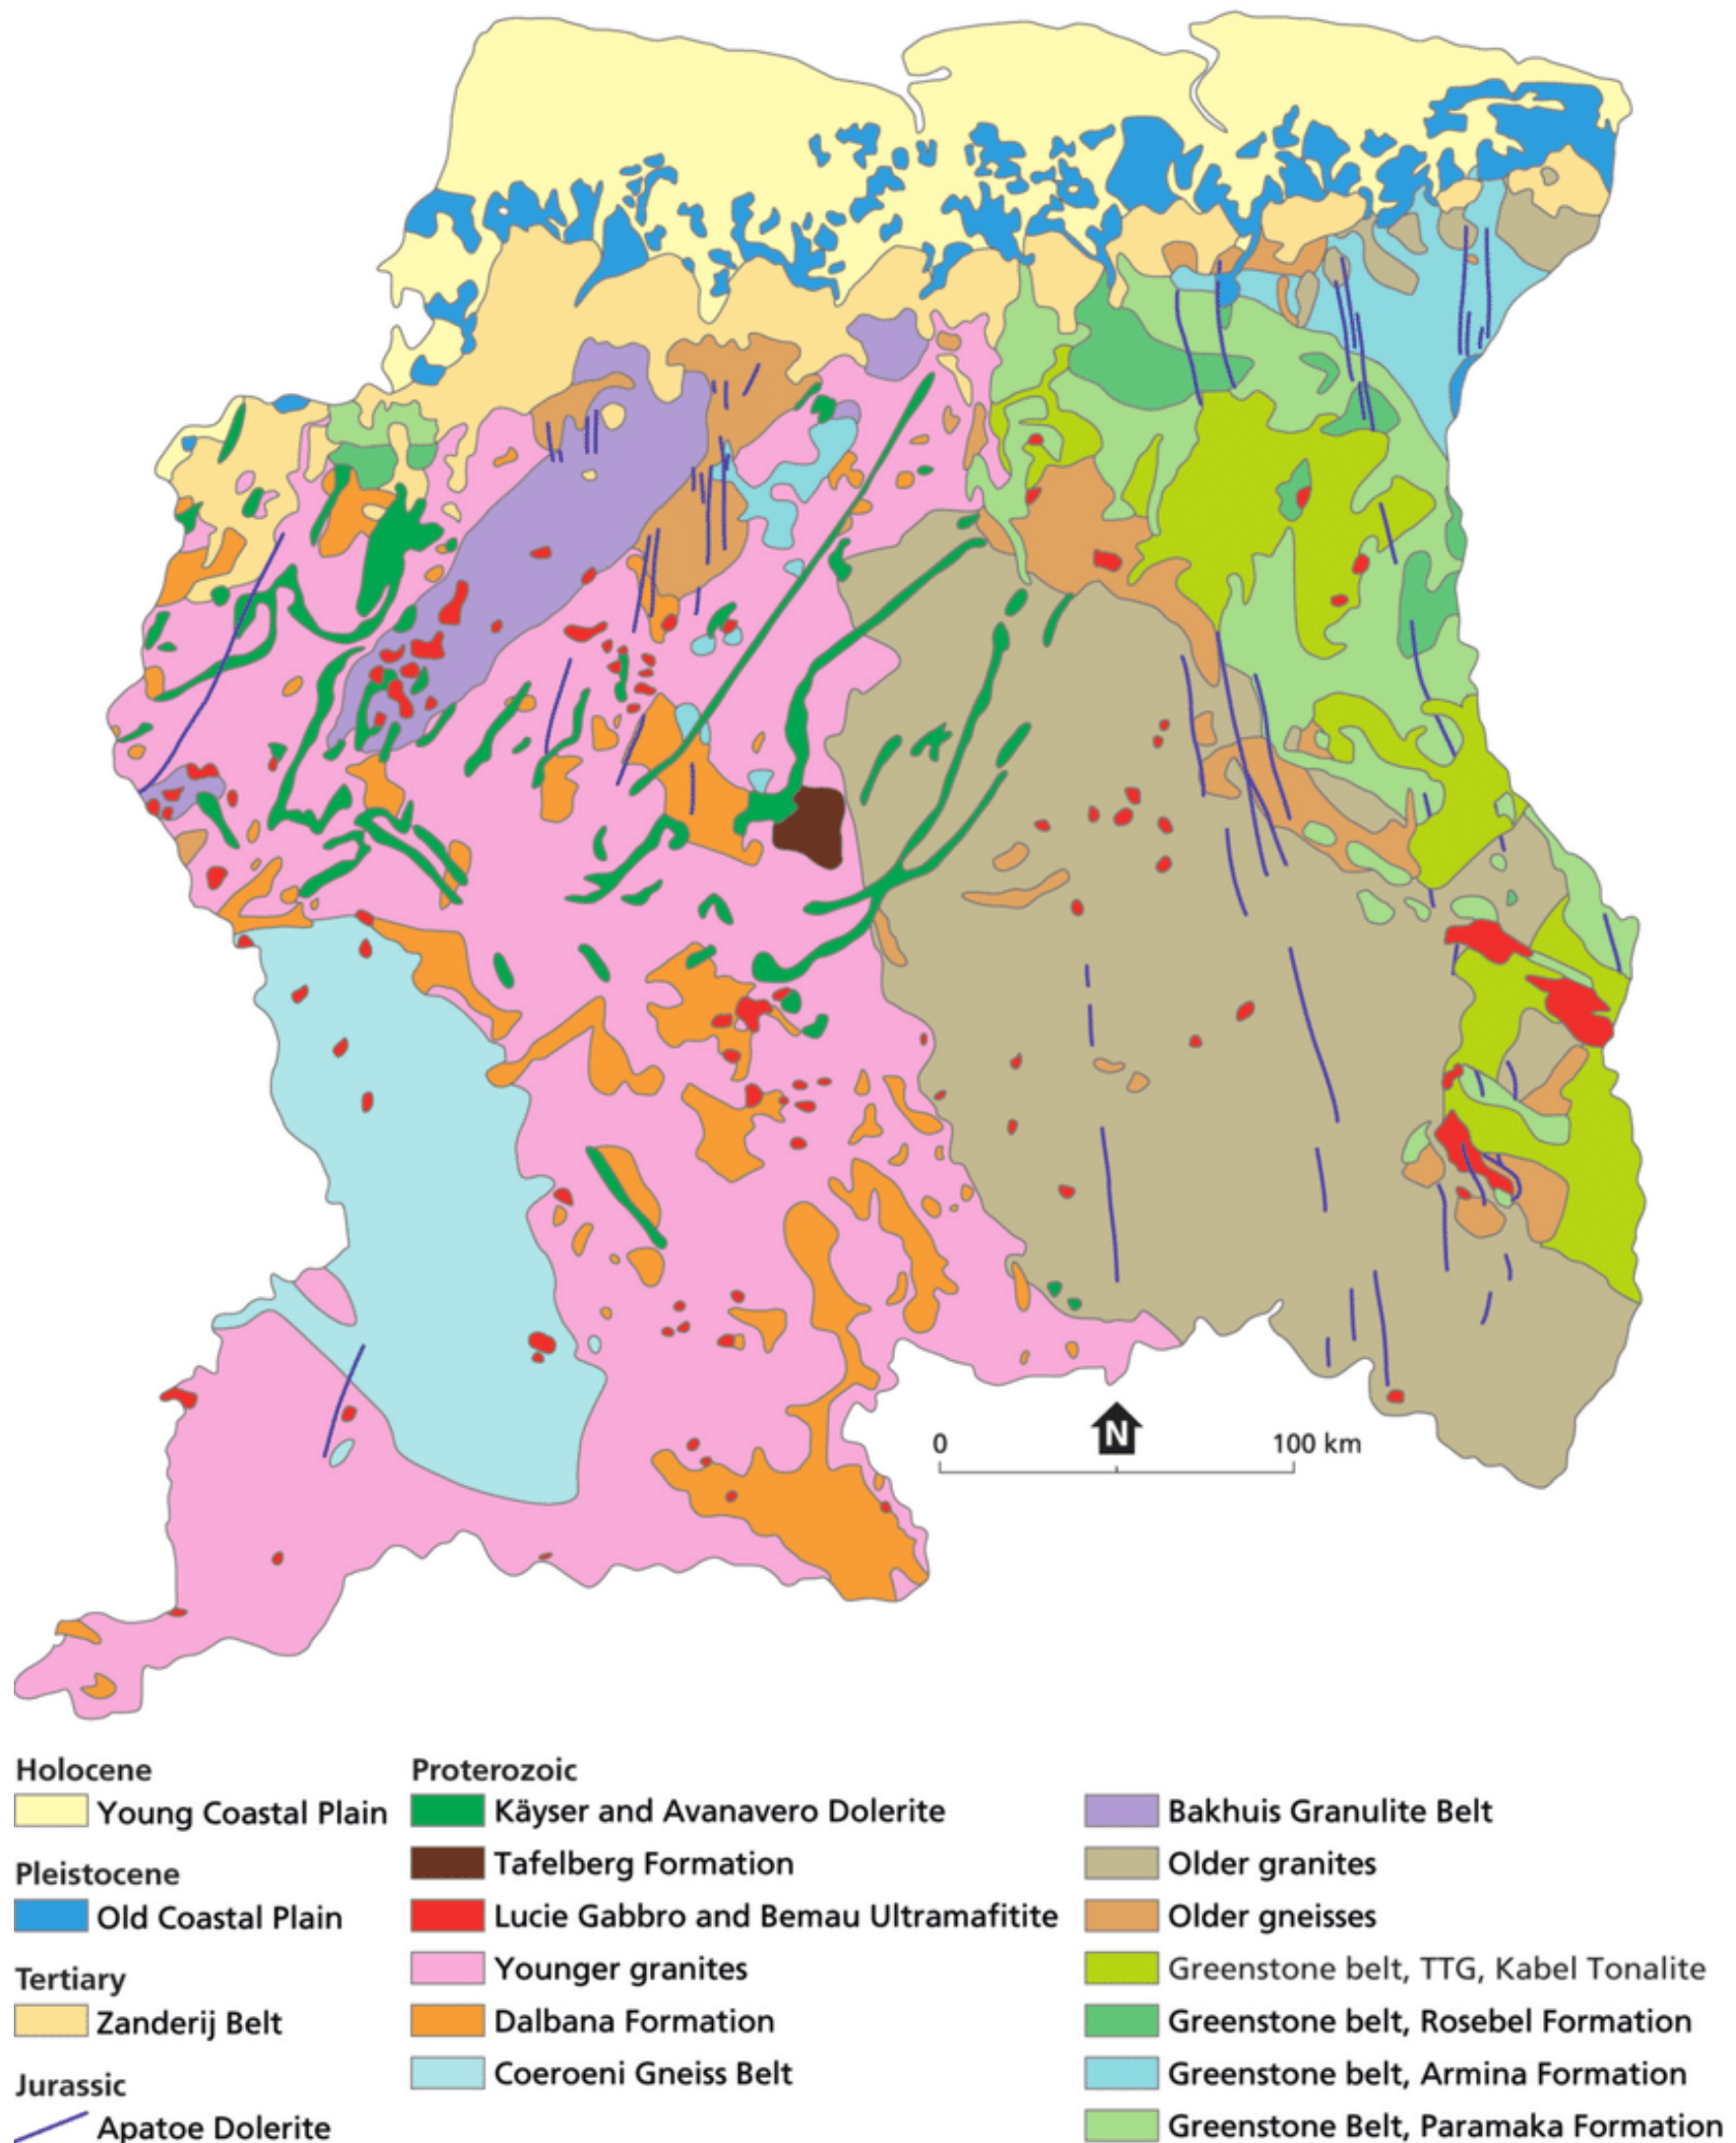 0
N
100 km
Holocene
Young Coastal Plain
Pleistocene
Old Coastal Plain
Tertiary
Zanderij Belt
Jurassic
Apatoe Dolerite
Proterozoic
Käyser and Avanavero Dolerite
Tafelberg Formation
Lucie Gabbro and Bemau Ultramafitite
Younger granites
Dalbana Formation
Coeroeni Gneiss Belt
Bakhuis Granulite Belt
Older granites
Older gneisses
Greenstone belt, TTG, Kabel Tonalite
Greenstone belt, Rosebel Formation
Greenstone belt, Armina Formation
Greenstone Belt, Paramaka Formation